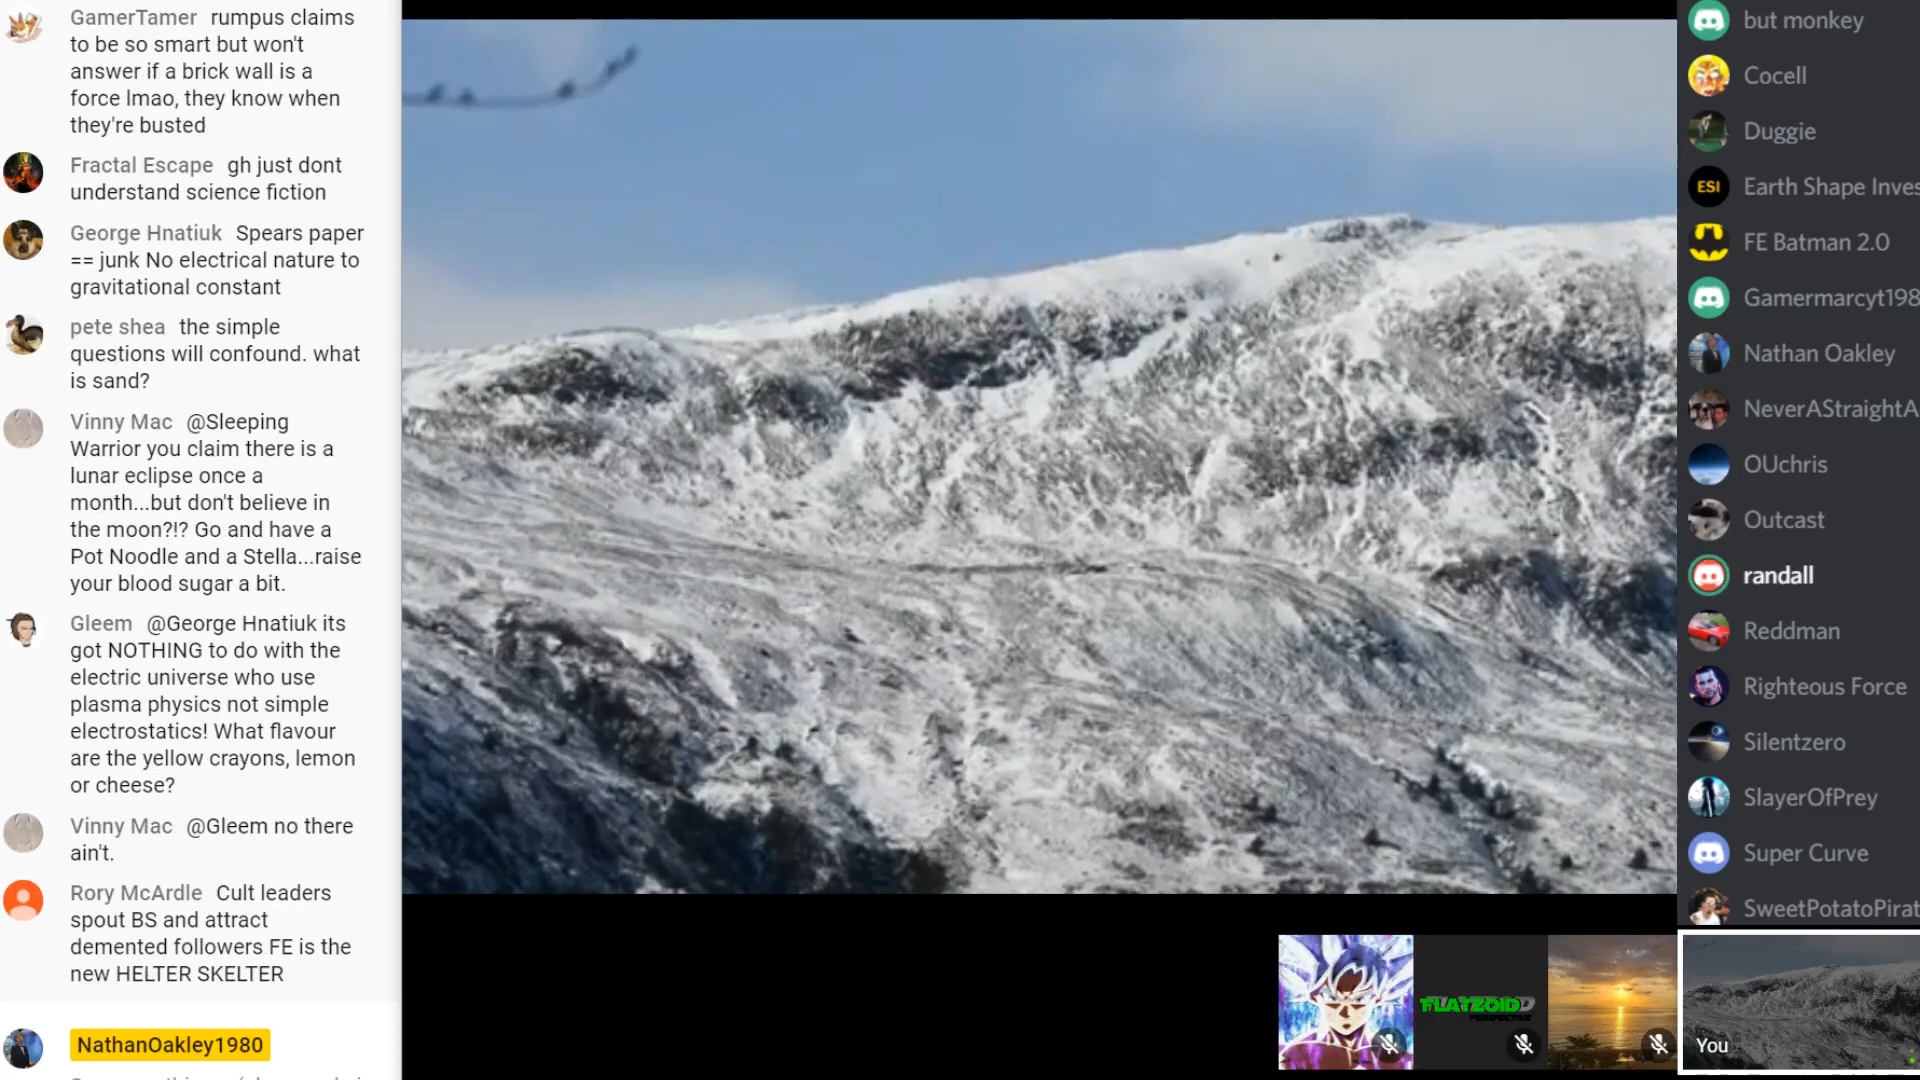 GamerTamer rumpus claims
to be so smart but won't
answer if a brick wall is a
force lmao, they know when
they're busted
Fractal Escape gh just dont
understand science fiction
George Hnatiuk Spears paper
== junk No electrical nature to
gravitational constant
pete shea the simple
questions will confound. what
is sand?
Vinny Mac @Sleeping
Warrior you claim there is a
lunar eclipse once a
month...but don't believe in
the moon?!? Go and have a
Pot Noodle and a Stella...raise
your blood sugar a bit.
Gleem @George Hnatiuk its
got NOTHING to do with the
electric universe who use
plasma physics not simple
electrostatics! What flavour
are the yellow crayons, lemon
or cheese?
Vinny Mac @Gleem no there
ain't.
Rory McArdle Cult leaders
spout BS and attract
demented followers FE is the
new HELTER SKELTER
NathanOakley1980
but monkey
Cocell
Duggie
ESI
Earth Shape Inves
FE Batman 2.0
Gamermarcyt198
Nathan Oakley
NeverAStraightA
OUchris
Outcast
randall
Reddman
Righteous Force
Silentzero
SlayerOfPrey
Super Curve
SweetPotatoPirat
FLATZOIDD
PERSPECTIVE
You